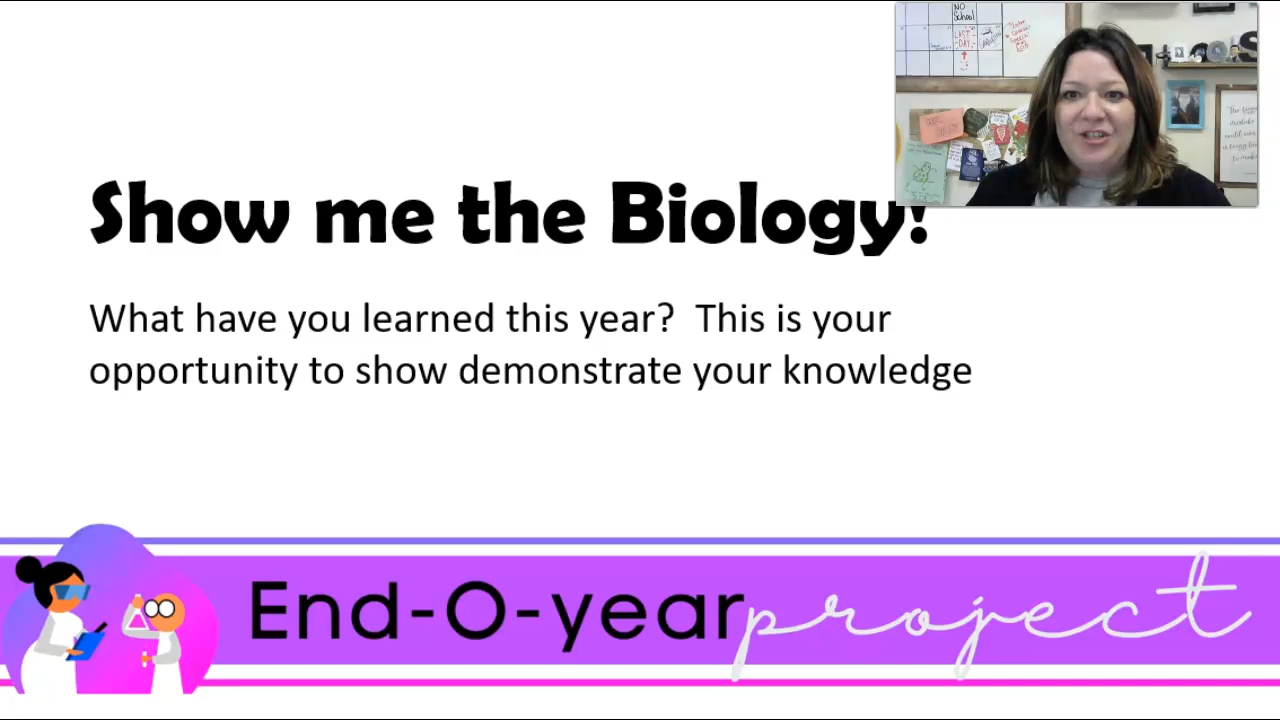 NO
School
LAST
DAY
Show me the Biology!
What have you learned this year?  This is your
opportunity to show demonstrate your knowledge
End-O-year project